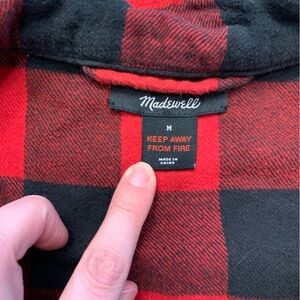 Madewell
M
KEEP AWAY
FROM FIRE
MADE IN
CHINA